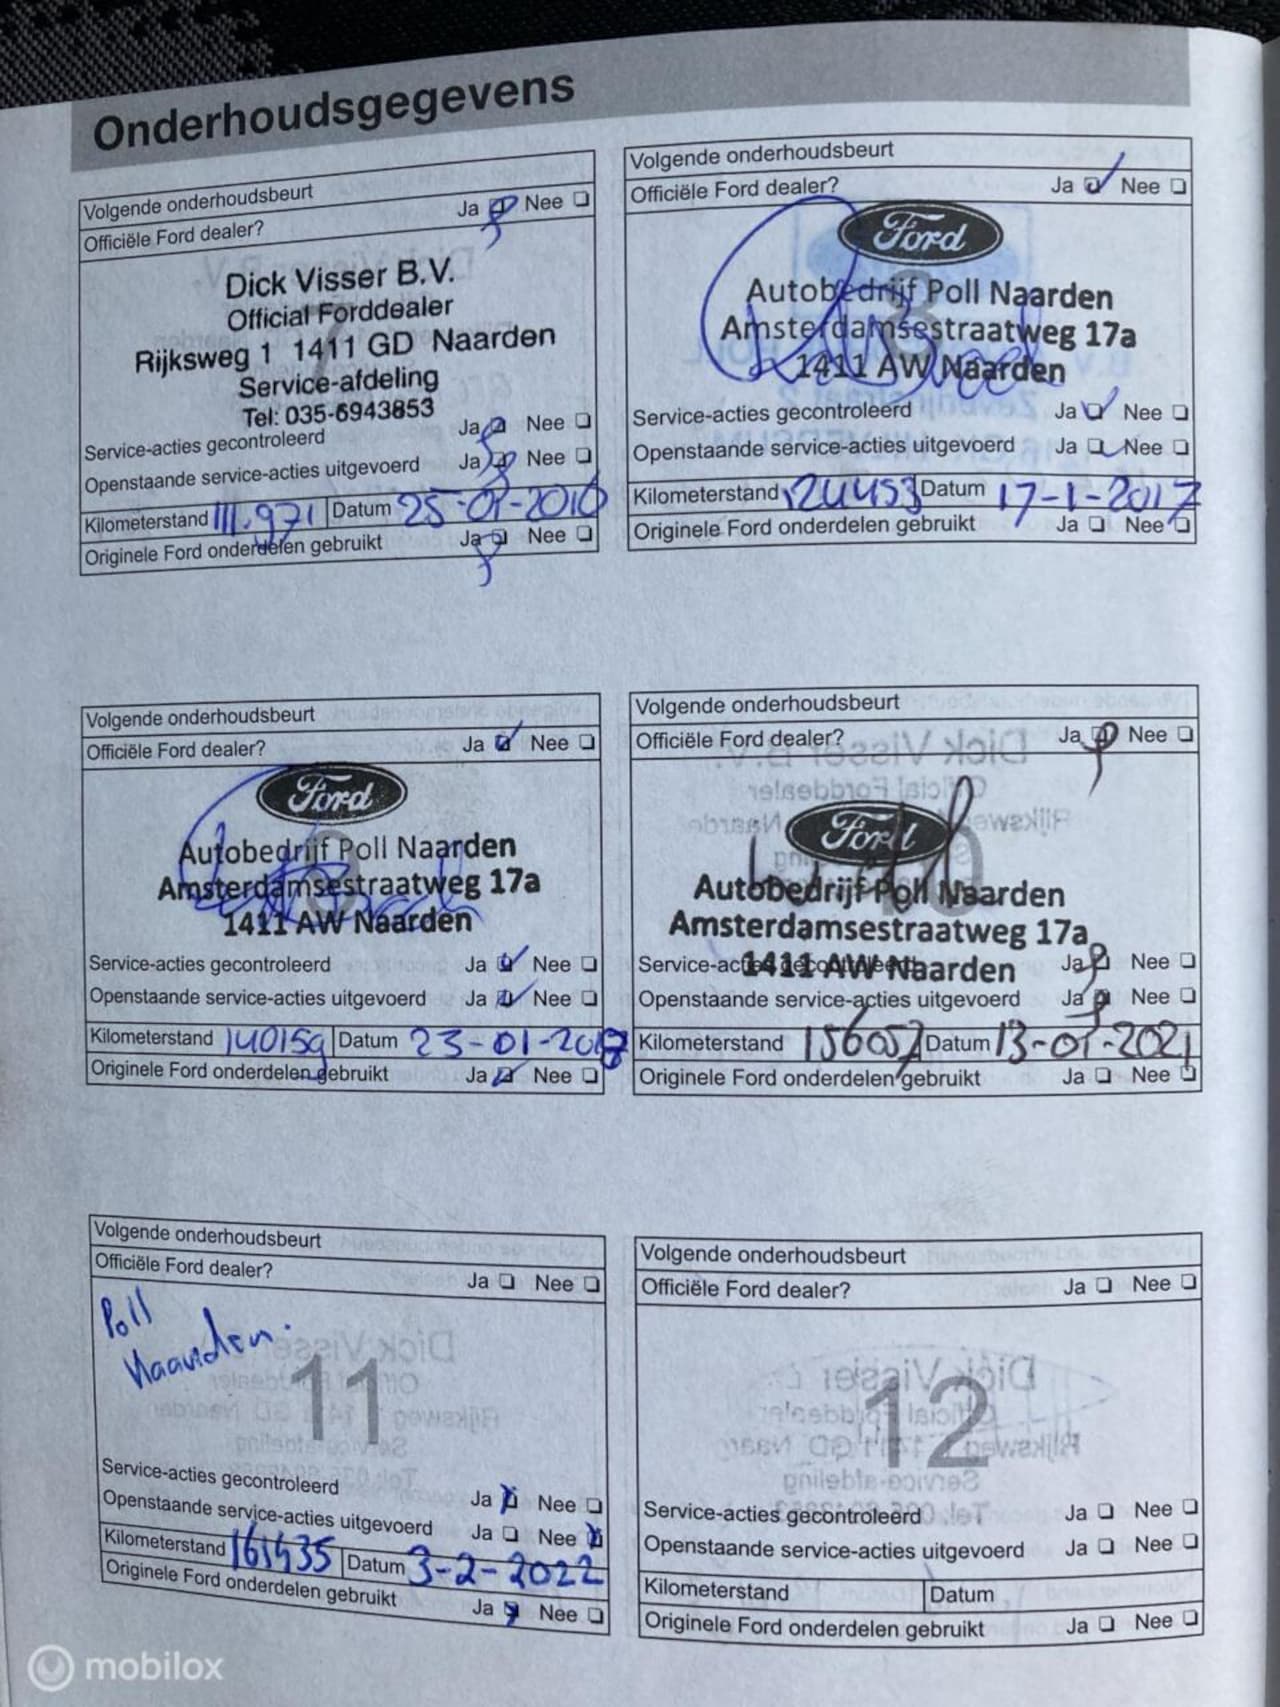 Onderhoudsgegevens
Volgende onderhoudsbeurt
Officiële Ford dealer? Ja Nee
7
Dick Visser B.V.
Official Forddealer
Rijksweg 1 1411 GD Naarden
Service-afdeling
Tel: 035-6943853
Service-acties gecontroleerd Ja Nee
Openstaande service-acties uitgevoerd Ja Nee
Kilometerstand 111.971 Datum 25-01-2016
Originele Ford onderdelen gebruikt Ja Nee
Volgende onderhoudsbeurt
Officiële Ford dealer? Ja Nee
Ford
8
Autobedrijf Poll Naarden
Amsterdamsestraatweg 17a
1411 AW Naarden
Service-acties gecontroleerd Ja Nee
Openstaande service-acties uitgevoerd Ja Nee
Kilometerstand 124453 Datum 17-1-2017
Originele Ford onderdelen gebruikt Ja Nee
Volgende onderhoudsbeurt
Officiële Ford dealer? Ja Nee
Ford
9
Autobedrijf Poll Naarden
Amsterdamsestraatweg 17a
1411 AW Naarden
Service-acties gecontroleerd Ja Nee
Openstaande service-acties uitgevoerd Ja Nee
Kilometerstand 140159 Datum 23-01-2018
Originele Ford onderdelen gebruikt Ja Nee
Volgende onderhoudsbeurt
Officiële Ford dealer? Ja Nee
Ford
10
Autobedrijf Poll Naarden
Amsterdamsestraatweg 17a
1411 AW Naarden
Service-acties gecontroleerd Ja Nee
Openstaande service-acties uitgevoerd Ja Nee
Kilometerstand 156057 Datum 13-01-2021
Originele Ford onderdelen gebruikt Ja Nee
Volgende onderhoudsbeurt
Officiële Ford dealer? Ja Nee
Poll
Naarden.
11
Service-acties gecontroleerd Ja Nee
Openstaande service-acties uitgevoerd Ja Nee
Kilometerstand 161435 Datum 3-2-2022
Originele Ford onderdelen gebruikt Ja Nee
Volgende onderhoudsbeurt
Officiële Ford dealer? Ja Nee
12
Service-acties gecontroleerd Ja Nee
Openstaande service-acties uitgevoerd Ja Nee
Kilometerstand Datum
Originele Ford onderdelen gebruikt Ja Nee
mobilox